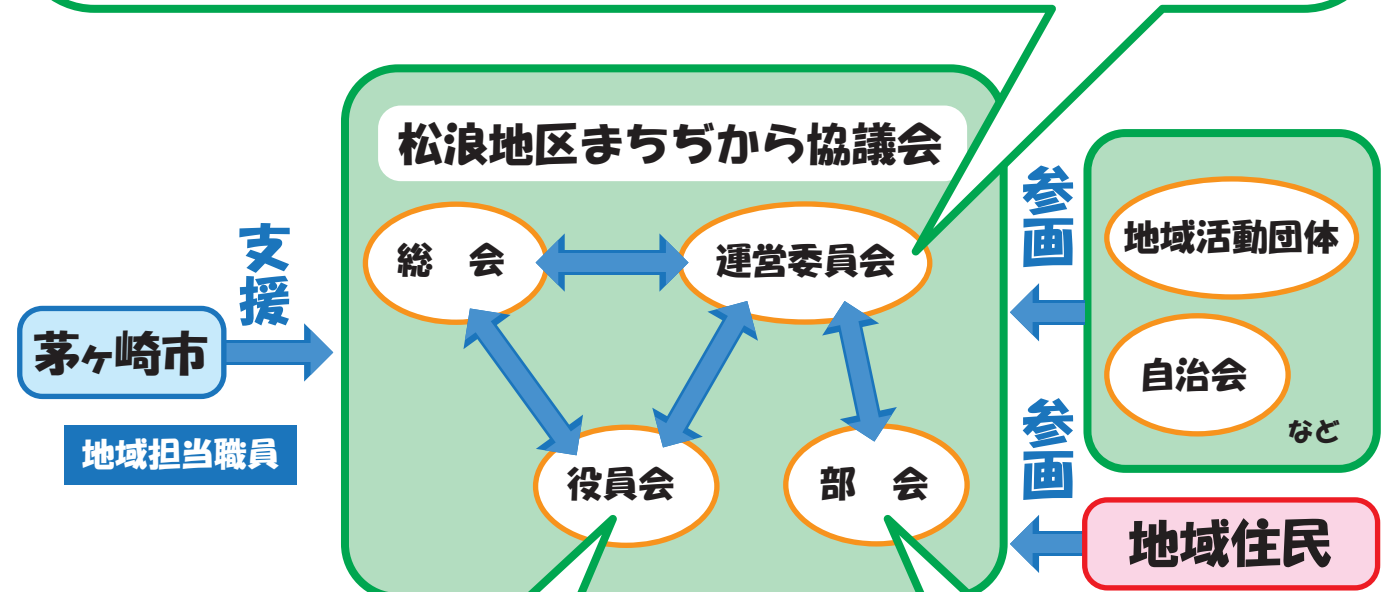 松浪地区まちぢから協議会
総　会
運営委員会
役員会
部　会
支援
茅ヶ崎市
地域担当職員
参画
地域活動団体
自治会
など
参画
地域住民